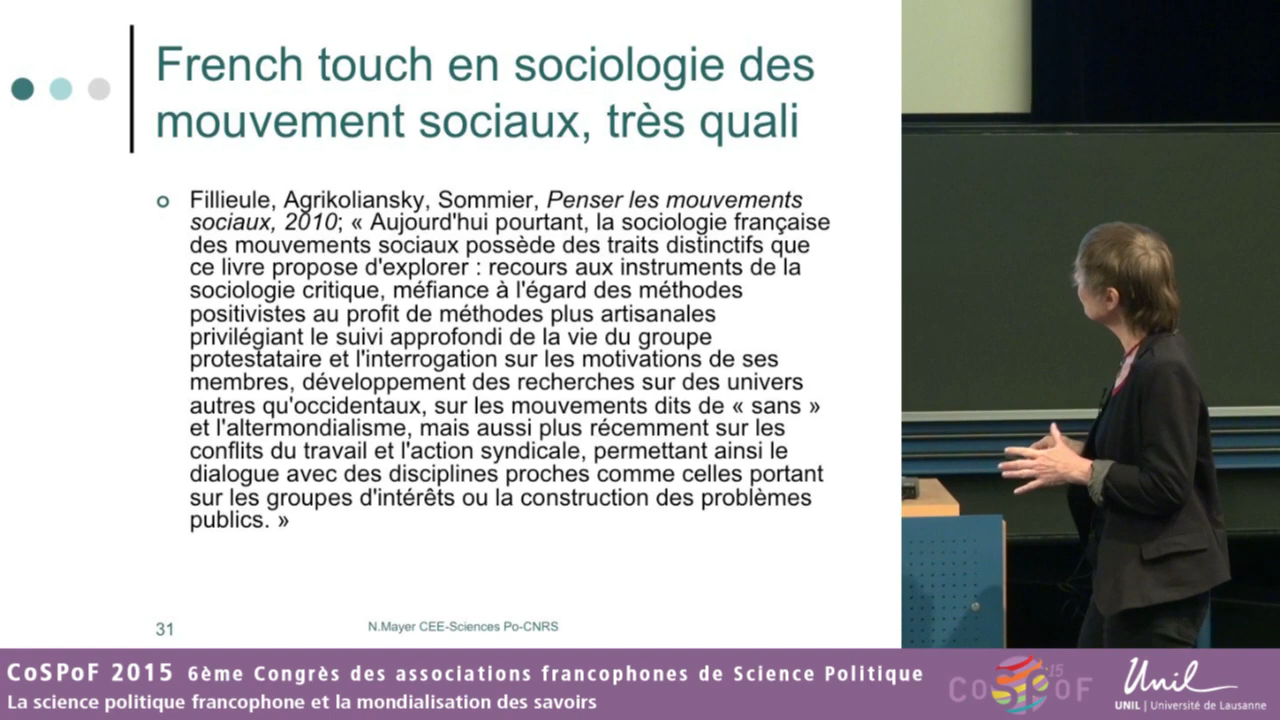 French touch en sociologie des
mouvement sociaux, très quali
Fillieule, Agrikoliansky, Sommier, Penser les mouvements
sociaux, 2010; « Aujourd'hui pourtant, la sociologie française
des mouvements sociaux possède des traits distinctifs que
ce livre propose d'explorer : recours aux instruments de la
sociologie critique, méfiance à l'égard des méthodes
positivistes au profit de méthodes plus artisanales
privilégiant le suivi approfondi de la vie du groupe
protestataire et l'interrogation sur les motivations de ses
membres, développement des recherches sur des univers
autres qu'occidentaux, sur les mouvements dits de « sans »
et l'altermondialisme, mais aussi plus récemment sur les
conflits du travail et l'action syndicale, permettant ainsi le
dialogue avec des disciplines proches comme celles portant
sur les groupes d'intérêts ou la construction des problèmes
publics. »
31
N.Mayer CEE-Sciences Po-CNRS
CoSPoF 2015 6ème Congrès des associations francophones de Science Politique
La science politique francophone et la mondialisation des savoirs
CoSPoF '15
Unil
UNIL | Université de Lausanne